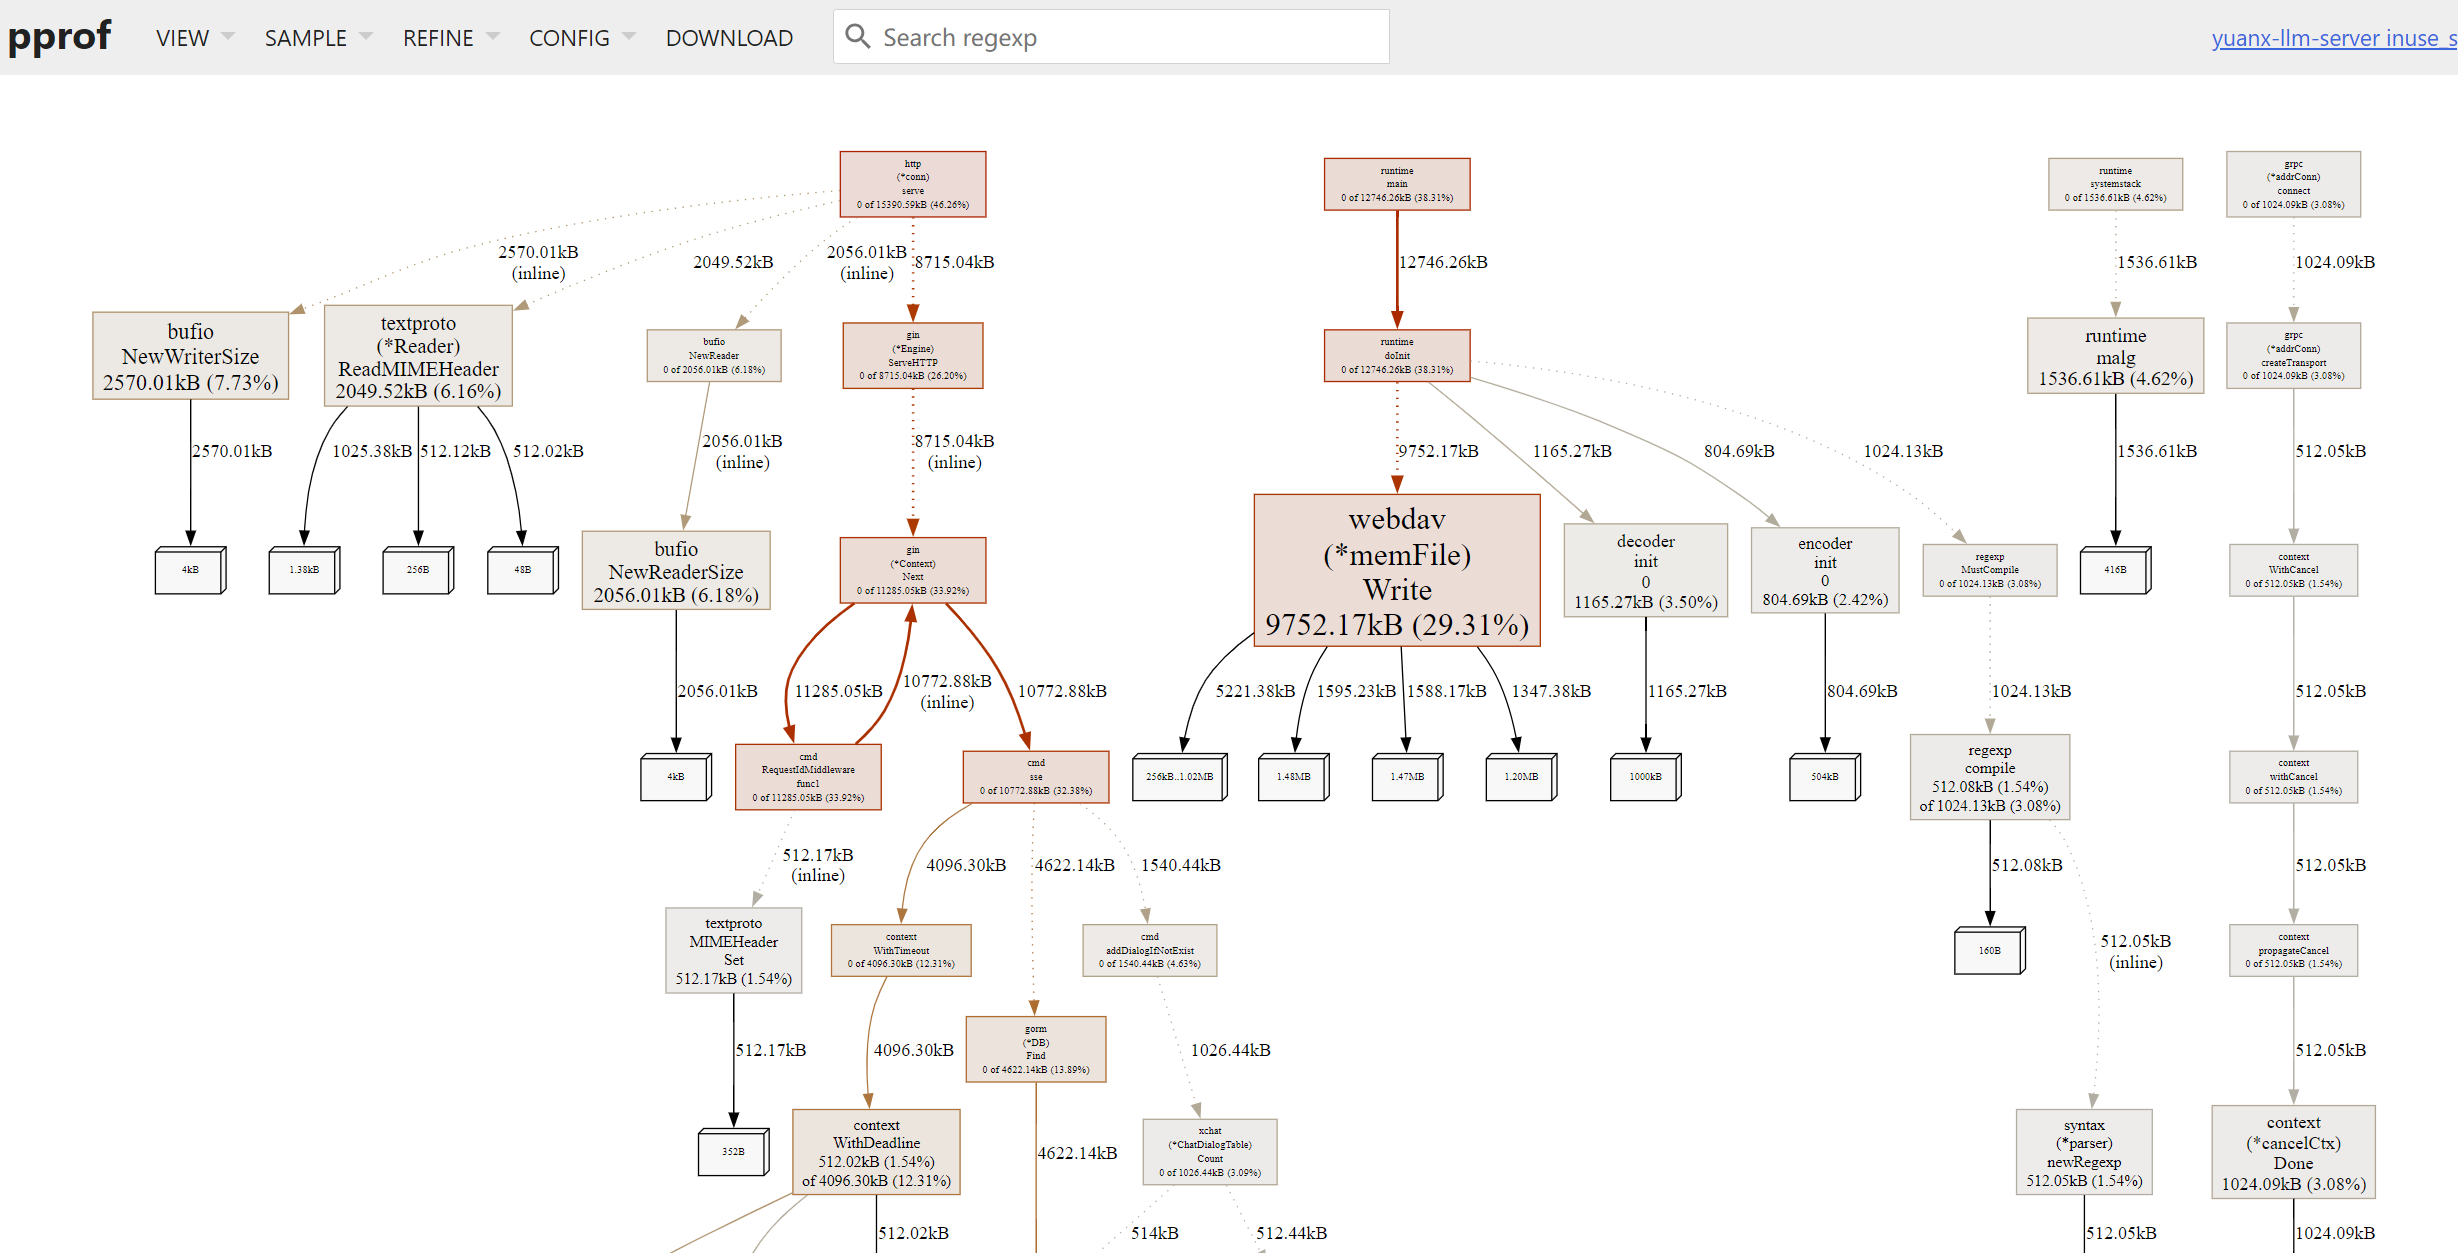 pprof
VIEW
SAMPLE
REFINE
CONFIG
DOWNLOAD
Search regexp
yuanx-llm-server inuse_s
http
(*conn)
serve
0 of 15390.59kB (46.26%)
runtime
main
0 of 12746.26kB (38.31%)
runtime
systemstack
0 of 1536.61kB (4.62%)
grpc
(*addrConn)
connect
0 of 1024.09kB (3.08%)
2570.01kB
(inline)
2049.52kB
2056.01kB
(inline)
8715.04kB
12746.26kB
1536.61kB
1024.09kB
bufio
NewWriterSize
2570.01kB (7.73%)
textproto
(*Reader)
ReadMIMEHeader
2049.52kB (6.16%)
bufio
NewReader
0 of 2056.01kB (6.18%)
gin
(*Engine)
ServeHTTP
0 of 8715.04kB (26.20%)
runtime
doInit
0 of 12746.26kB (38.31%)
runtime
malg
1536.61kB (4.62%)
grpc
(*addrConn)
createTransport
0 of 1024.09kB (3.08%)
2570.01kB
1025.38kB
512.12kB
512.02kB
2056.01kB
(inline)
8715.04kB
(inline)
9752.17kB
1165.27kB
804.69kB
1024.13kB
1536.61kB
512.05kB
4kB
1.38kB
256B
48B
bufio
NewReaderSize
2056.01kB (6.18%)
gin
(*Context)
Next
0 of 11285.05kB (33.92%)
webdav
(*memFile)
Write
9752.17kB (29.31%)
decoder
init
0
1165.27kB (3.50%)
encoder
init
0
804.69kB (2.42%)
regexp
MustCompile
0 of 1024.13kB (3.08%)
416B
context
WithCancel
0 of 512.05kB (1.54%)
2056.01kB
11285.05kB
10772.88kB
(inline)
10772.88kB
5221.38kB
1595.23kB
1588.17kB
1347.38kB
1165.27kB
804.69kB
1024.13kB
512.05kB
4kB
cmd
RequestIdMiddleware
func1
0 of 11285.05kB (33.92%)
cmd
sse
0 of 10772.88kB (32.38%)
256kB..1.02MB
1.48MB
1.47MB
1.20MB
1000kB
504kB
regexp
compile
512.08kB (1.54%)
of 1024.13kB (3.08%)
context
withCancel
0 of 512.05kB (1.54%)
512.17kB
(inline)
4096.30kB
4622.14kB
1540.44kB
512.08kB
512.05kB
(inline)
512.05kB
textproto
MIMEHeader
Set
512.17kB (1.54%)
context
WithTimeout
0 of 4096.30kB (12.31%)
cmd
addDialogIfNotExist
0 of 1540.44kB (4.63%)
160B
context
propagateCancel
0 of 512.05kB (1.54%)
512.17kB
4096.30kB
gorm
(*DB)
Find
0 of 4622.14kB (13.89%)
1026.44kB
512.05kB
352B
context
WithDeadline
512.02kB (1.54%)
of 4096.30kB (12.31%)
4622.14kB
xchat
(*ChatDialogTable)
Count
0 of 1026.44kB (3.09%)
syntax
(*parser)
newRegexp
512.05kB (1.54%)
context
(*cancelCtx)
Done
1024.09kB (3.08%)
512.02kB
514kB
512.44kB
512.05kB
1024.09kB